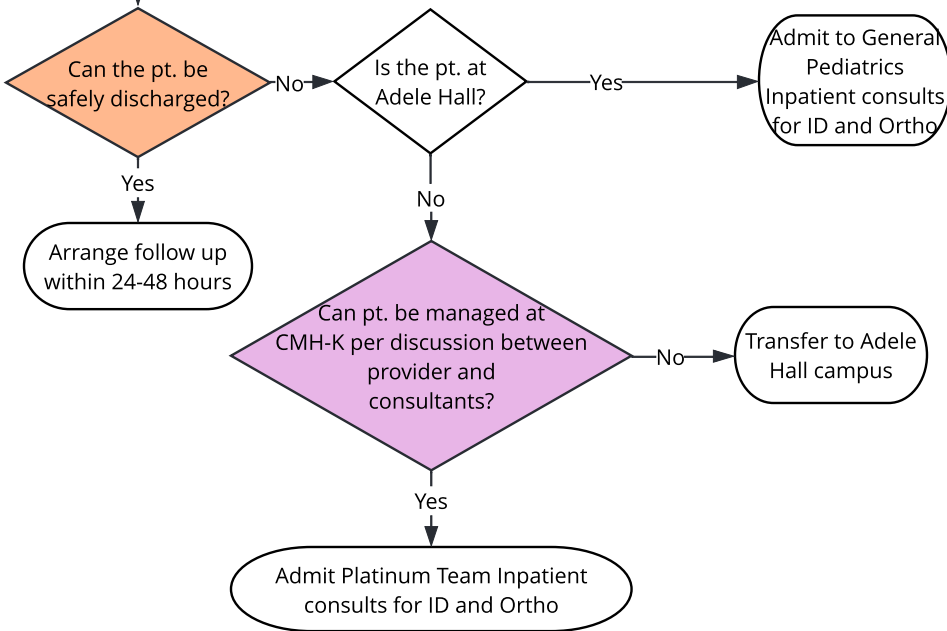 Can the pt. be
safely discharged?
No
Is the pt. at
Adele Hall?
Yes
Admit to General
Pediatrics
Inpatient consults
for ID and Ortho
Yes
Arrange follow up
within 24-48 hours
No
Can pt. be managed at
CMH-K per discussion between
provider and
consultants?
No
Transfer to Adele
Hall campus
Yes
Admit Platinum Team Inpatient
consults for ID and Ortho